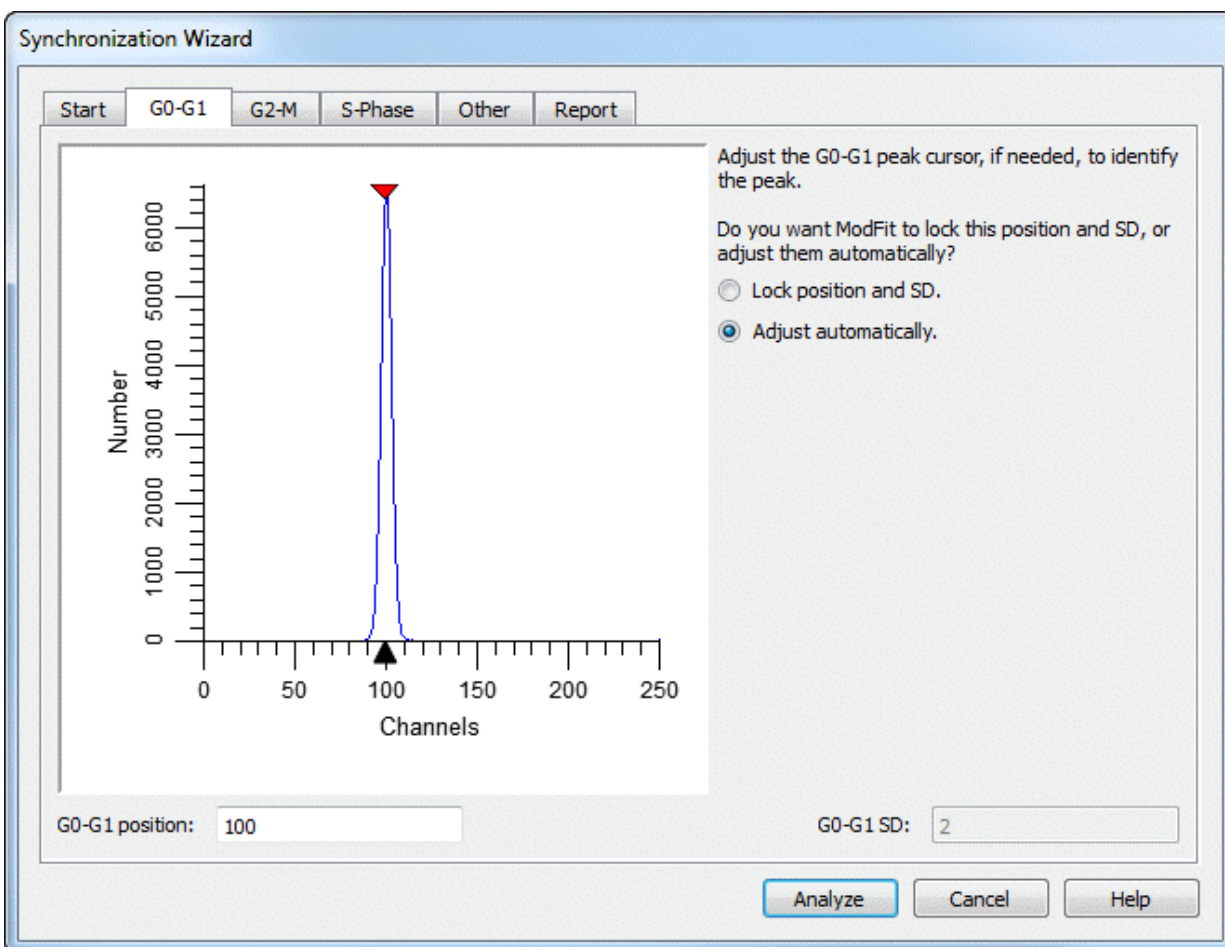 Synchronization Wizard
Start G0-G1 G2-M S-Phase Other Report
Adjust the G0-G1 peak cursor, if needed, to identify
the peak.
Do you want ModFit to lock this position and SD, or
adjust them automatically?
Lock position and SD.
Adjust automatically.
Number
6000
5000
4000
3000
2000
1000
0
0 50 100 150 200 250
Channels
G0-G1 position: 100
G0-G1 SD: 2
Analyze Cancel Help